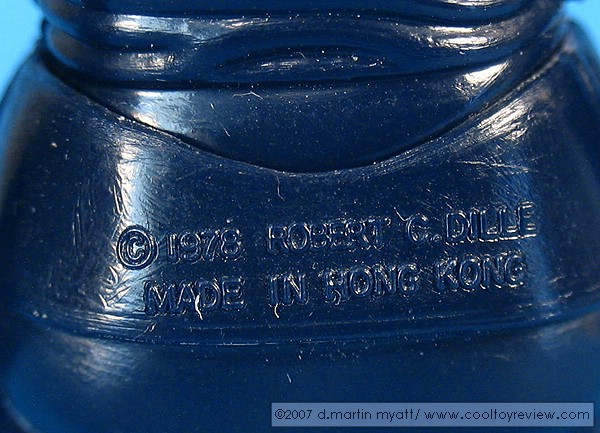 © 1978 ROBERT C. DILLE
MADE IN HONG KONG
©2007 d.martin myatt/ www.cooltoyreview.com